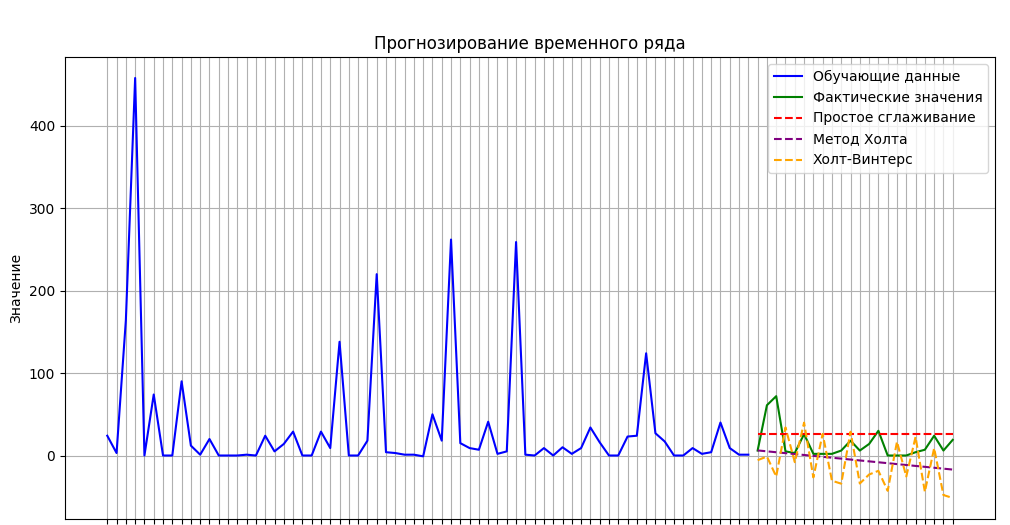 Прогнозирование временного ряда
Обучающие данные
Фактические значения
Простое сглаживание
Метод Холта
Холт-Винтерс
Значение
400
300
200
100
0